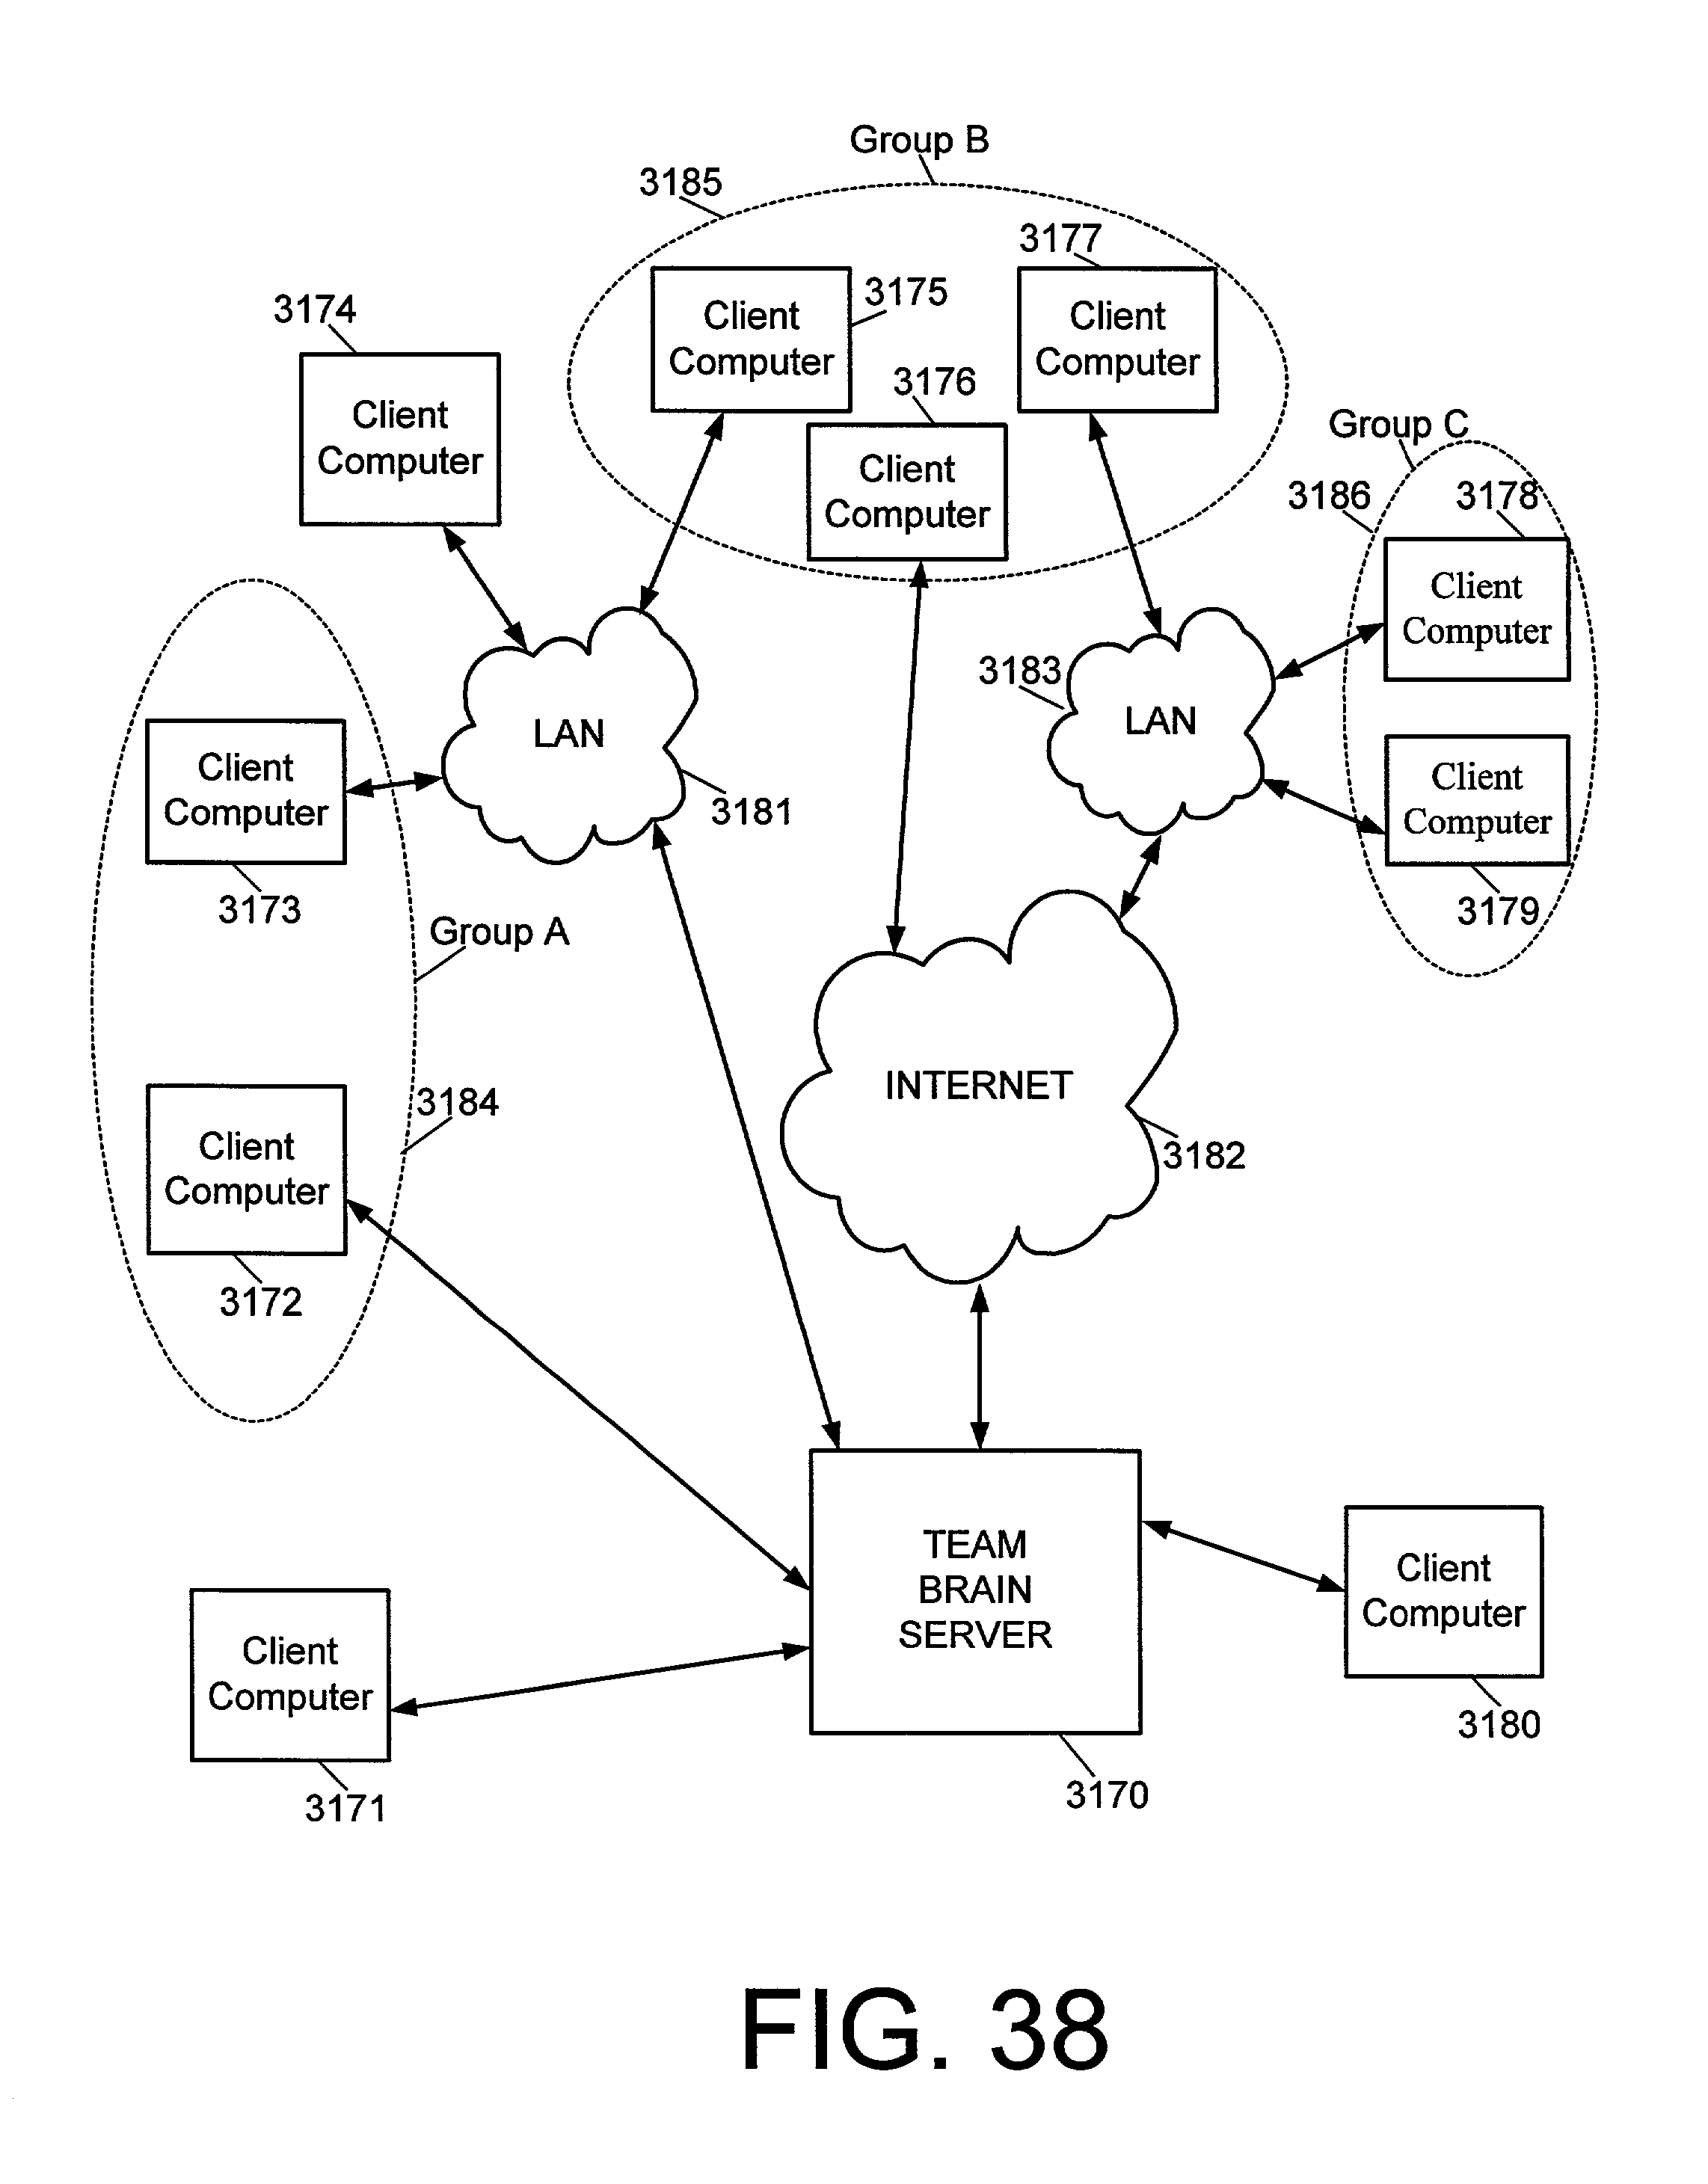 Group B
3185
3177
Client
Computer
3175
Client
Computer
3174
3176
Client
Computer
Client
Computer
Group C
3186
3178
Client
Computer
3183
LAN
LAN
3181
Client
Computer
3173
Client
Computer
3179
Group A
INTERNET
3184
3182
Client
Computer
3172
TEAM
BRAIN
SERVER
Client
Computer
3180
Client
Computer
3171
3170
FIG. 38